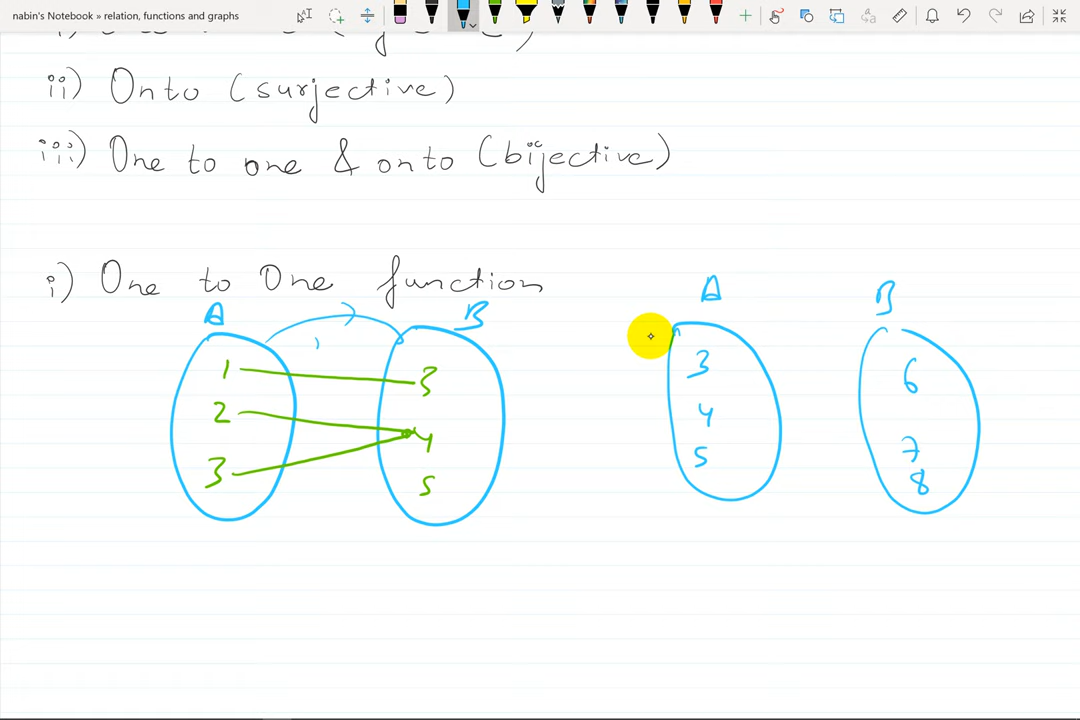 nabin's Notebook » relation, functions and graphs
ii) Onto (surjective)
iii) One to one & onto (bijective)
i) One to One function
A B A B
1 3 3 6
2 4 4 7
3 5 5 8